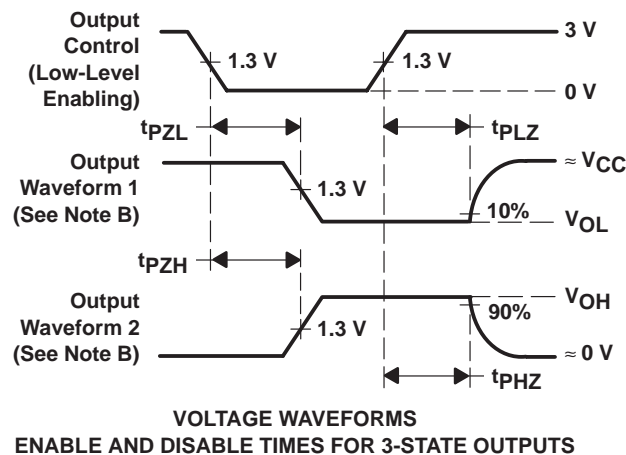 Output
Control
(Low-Level
Enabling)
1.3 V
1.3 V
3 V
0 V
tPZL
tPLZ
Output
Waveform 1
(See Note B)
1.3 V
10%
≈ VCC
VOL
tPZH
Output
Waveform 2
(See Note B)
1.3 V
90%
VOH
≈ 0 V
tPHZ
VOLTAGE WAVEFORMS
ENABLE AND DISABLE TIMES FOR 3-STATE OUTPUTS